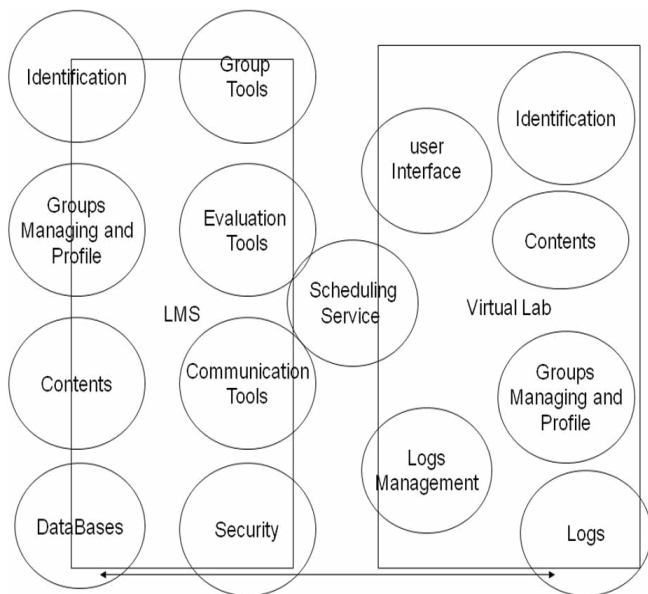 Identification
Group
Tools
Groups
Managing and
Profile
Evaluation
Tools
LMS
Contents
Communication
Tools
DataBases
Security
Scheduling
Service
user
Interface
Identification
Contents
Virtual Lab
Groups
Managing and
Profile
Logs
Management
Logs